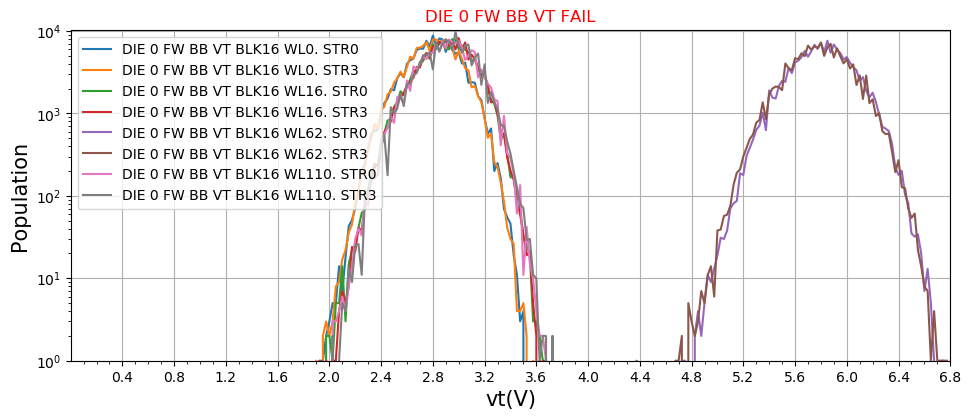 DIE 0 FW BB VT FAIL
10^4
10^3
10^2
10^1
10^0
Population
DIE 0 FW BB VT BLK16 WL0. STR0
DIE 0 FW BB VT BLK16 WL0. STR3
DIE 0 FW BB VT BLK16 WL16. STR0
DIE 0 FW BB VT BLK16 WL16. STR3
DIE 0 FW BB VT BLK16 WL62. STR0
DIE 0 FW BB VT BLK16 WL62. STR3
DIE 0 FW BB VT BLK16 WL110. STR0
DIE 0 FW BB VT BLK16 WL110. STR3
0.4 0.8 1.2 1.6 2.0 2.4 2.8 3.2 3.6 4.0 4.4 4.8 5.2 5.6 6.0 6.4 6.8
vt(V)